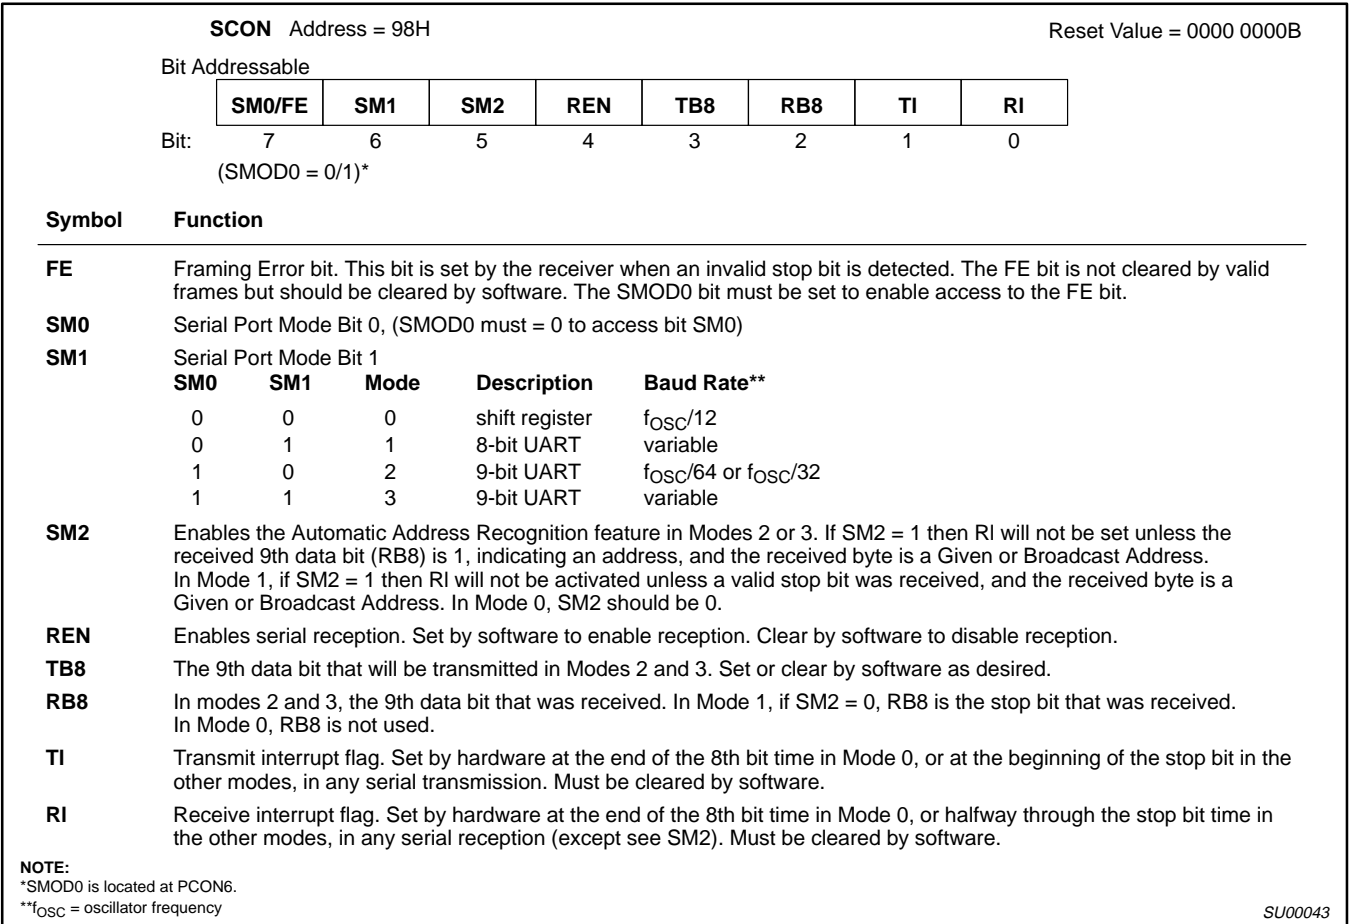 SCON Address = 98H Reset Value = 0000 0000B
Bit Addressable
SM0/FE SM1 SM2 REN TB8 RB8 TI RI
Bit: 7 6 5 4 3 2 1 0
(SMOD0 = 0/1)*
Symbol Function
FE Framing Error bit. This bit is set by the receiver when an invalid stop bit is detected. The FE bit is not cleared by valid
frames but should be cleared by software. The SMOD0 bit must be set to enable access to the FE bit.
SM0 Serial Port Mode Bit 0, (SMOD0 must = 0 to access bit SM0)
SM1 Serial Port Mode Bit 1
SM0 SM1 Mode Description Baud Rate**
0 0 0 shift register fOSC/12
0 1 1 8-bit UART variable
1 0 2 9-bit UART fOSC/64 or fOSC/32
1 1 3 9-bit UART variable
SM2 Enables the Automatic Address Recognition feature in Modes 2 or 3. If SM2 = 1 then RI will not be set unless the
received 9th data bit (RB8) is 1, indicating an address, and the received byte is a Given or Broadcast Address.
In Mode 1, if SM2 = 1 then RI will not be activated unless a valid stop bit was received, and the received byte is a
Given or Broadcast Address. In Mode 0, SM2 should be 0.
REN Enables serial reception. Set by software to enable reception. Clear by software to disable reception.
TB8 The 9th data bit that will be transmitted in Modes 2 and 3. Set or clear by software as desired.
RB8 In modes 2 and 3, the 9th data bit that was received. In Mode 1, if SM2 = 0, RB8 is the stop bit that was received.
In Mode 0, RB8 is not used.
TI Transmit interrupt flag. Set by hardware at the end of the 8th bit time in Mode 0, or at the beginning of the stop bit in the
other modes, in any serial transmission. Must be cleared by software.
RI Receive interrupt flag. Set by hardware at the end of the 8th bit time in Mode 0, or halfway through the stop bit time in
the other modes, in any serial reception (except see SM2). Must be cleared by software.
NOTE:
*SMOD0 is located at PCON6.
**fOSC = oscillator frequency
SU00043